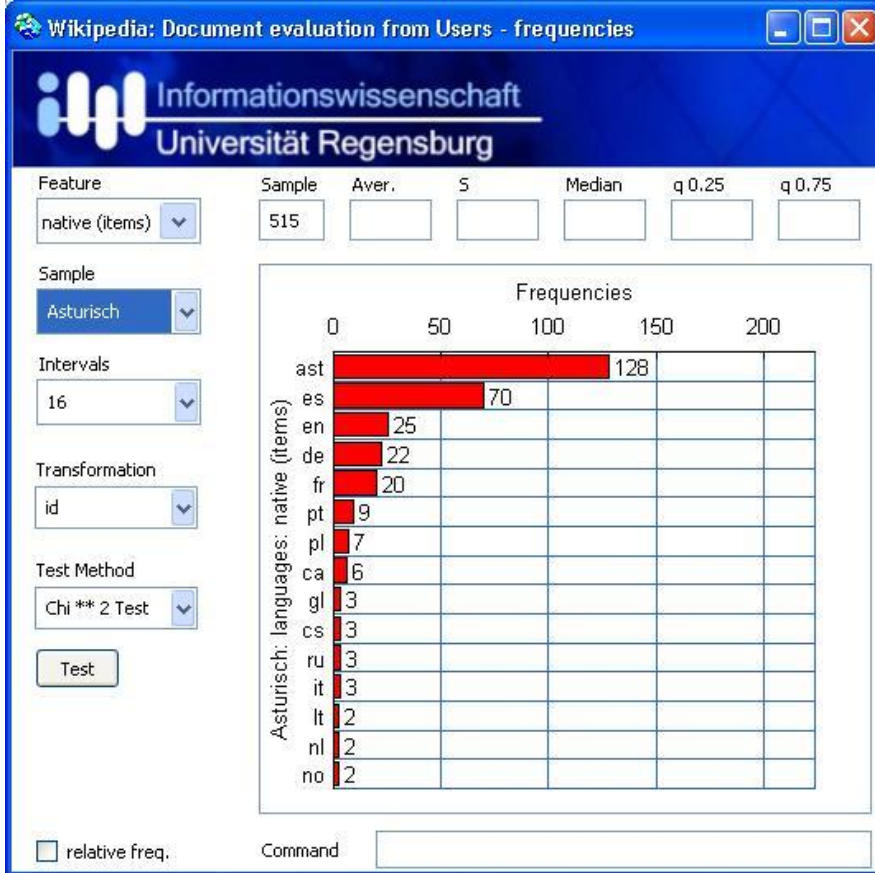 Wikipedia: Document evaluation from Users - frequencies
Informationswissenschaft
Universität Regensburg
Feature
native (items)
Sample
Asturisch
Intervals
16
Transformation
id
Test Method
Chi ** 2 Test
Test
relative freq.
Sample Aver. S Median q 0.25 q 0.75
515
Frequencies
0 50 100 150 200
Asturisch: languages: native (items)
ast 128
es 70
en 25
de 22
fr 20
pt 9
pl 7
ca 6
gl 3
cs 3
ru 3
it 3
lt 2
nl 2
no 2
Command